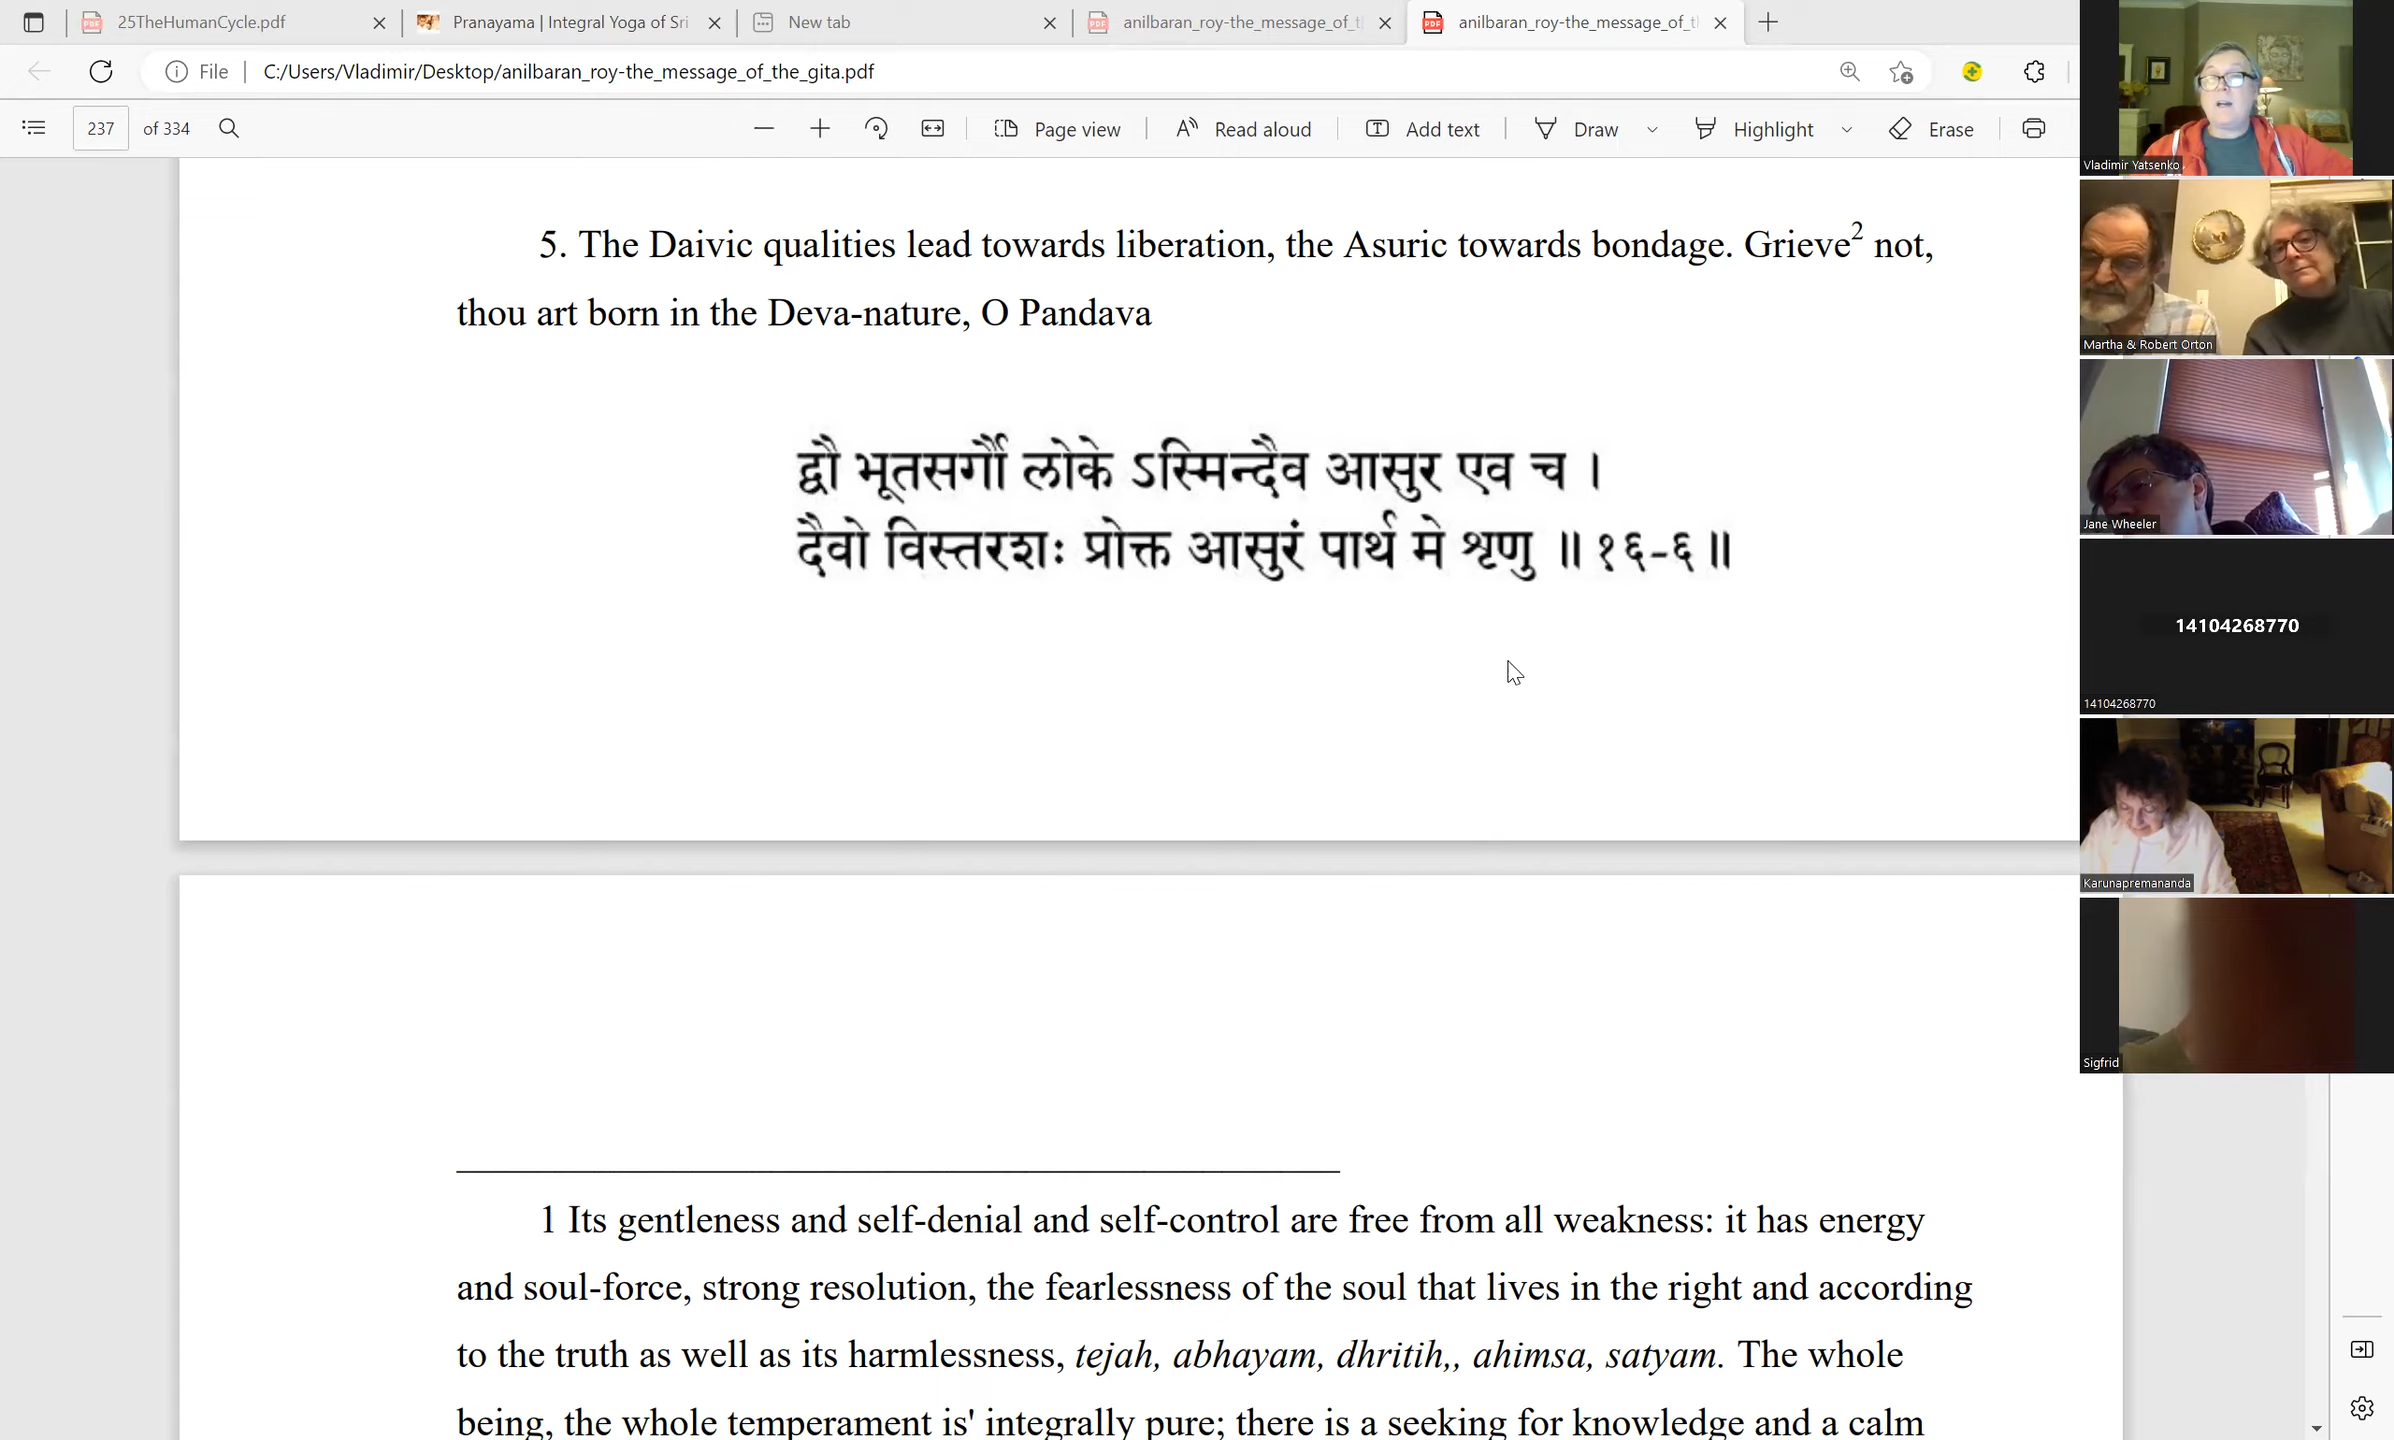 25TheHumanCycle.pdf
Pranayama | Integral Yoga of Sri
New tab
anilbaran_roy-the_message_of_t
anilbaran_roy-the_message_of_t
File
C:/Users/Vladimir/Desktop/anilbaran_roy-the_message_of_the_gita.pdf
237 of 334
Page view
Read aloud
Add text
Draw
Highlight
Erase
5. The Daivic qualities lead towards liberation, the Asuric towards bondage. Grieve2 not,
thou art born in the Deva-nature, O Pandava
द्वौ भूतसर्गौ लोके ऽस्मिन्दैव आसुर एव च ।
दैवो विस्तरशः प्रोक्त आसुरं पार्थ मे शृणु ॥ १६-६॥
1 Its gentleness and self-denial and self-control are free from all weakness: it has energy
and soul-force, strong resolution, the fearlessness of the soul that lives in the right and according
to the truth as well as its harmlessness, tejah, abhayam, dhritih,, ahimsa, satyam. The whole
being, the whole temperament is' integrally pure; there is a seeking for knowledge and a calm
Vladimir Yatsenko
Martha & Robert Orton
Jane Wheeler
14104268770
14104268770
Karunapremananda
Sigfrid